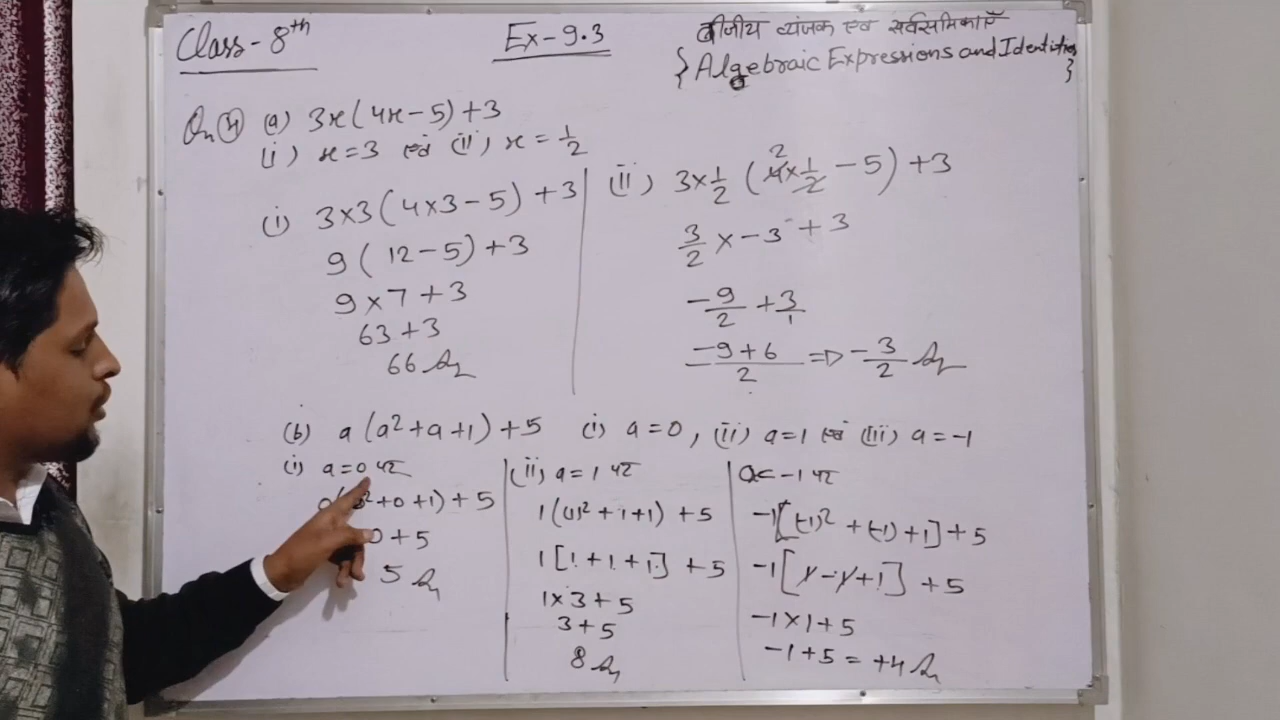 Class - 8th
Ex-9.3
बीजीय व्यंजक एवं सर्वसमिकाएँ
{Algebraic Expressions and Identities}
(a) 3x(4x-5)+3
(i) x=3 एवं (ii) x=1/2
(i) 3×3(4×3-5)+3
9(12-5)+3
9×7+3
63+3
66 Ans
(ii) 3×1/2 (4×1/2-5)+3
2
3/2 × -3 + 3
-9/2 + 3/1
-9+6/2 ⇒ -3/2 Ans
(b) a(a²+a+1)+5 (i) a=0, (ii) a=1 एवं (iii) a=-1
(i) a=0 पर
²+0+1)+5
0+5
5 Ans
(ii) a=1 पर
1(1)²+1+1)+5
1[1+1+1]+5
1×3+5
3+5
8 Ans
a=-1 पर
-1[(-1)²+(-1)+1]+5
-1[1-1+1]+5
-1×1+5
-1+5=+4 Ans